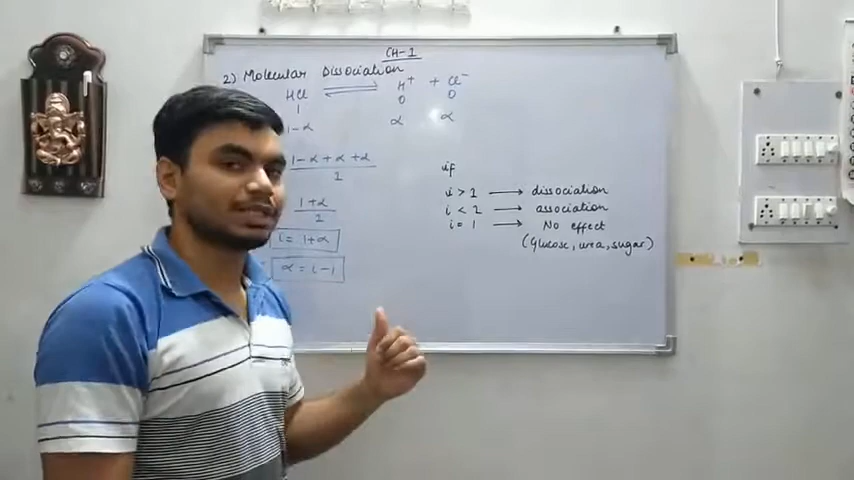 CH-1
2) Molecular Dissociation
HCl ⇌ H⁺ + Cl⁻
1 0 0
1-α α α
1-α+α+α
1
1+α
1
i = 1+α
α = i-1
if
i > 1 → dissociation
i < 1 → association
i = 1 → No effect
(Glucose, urea, sugar)